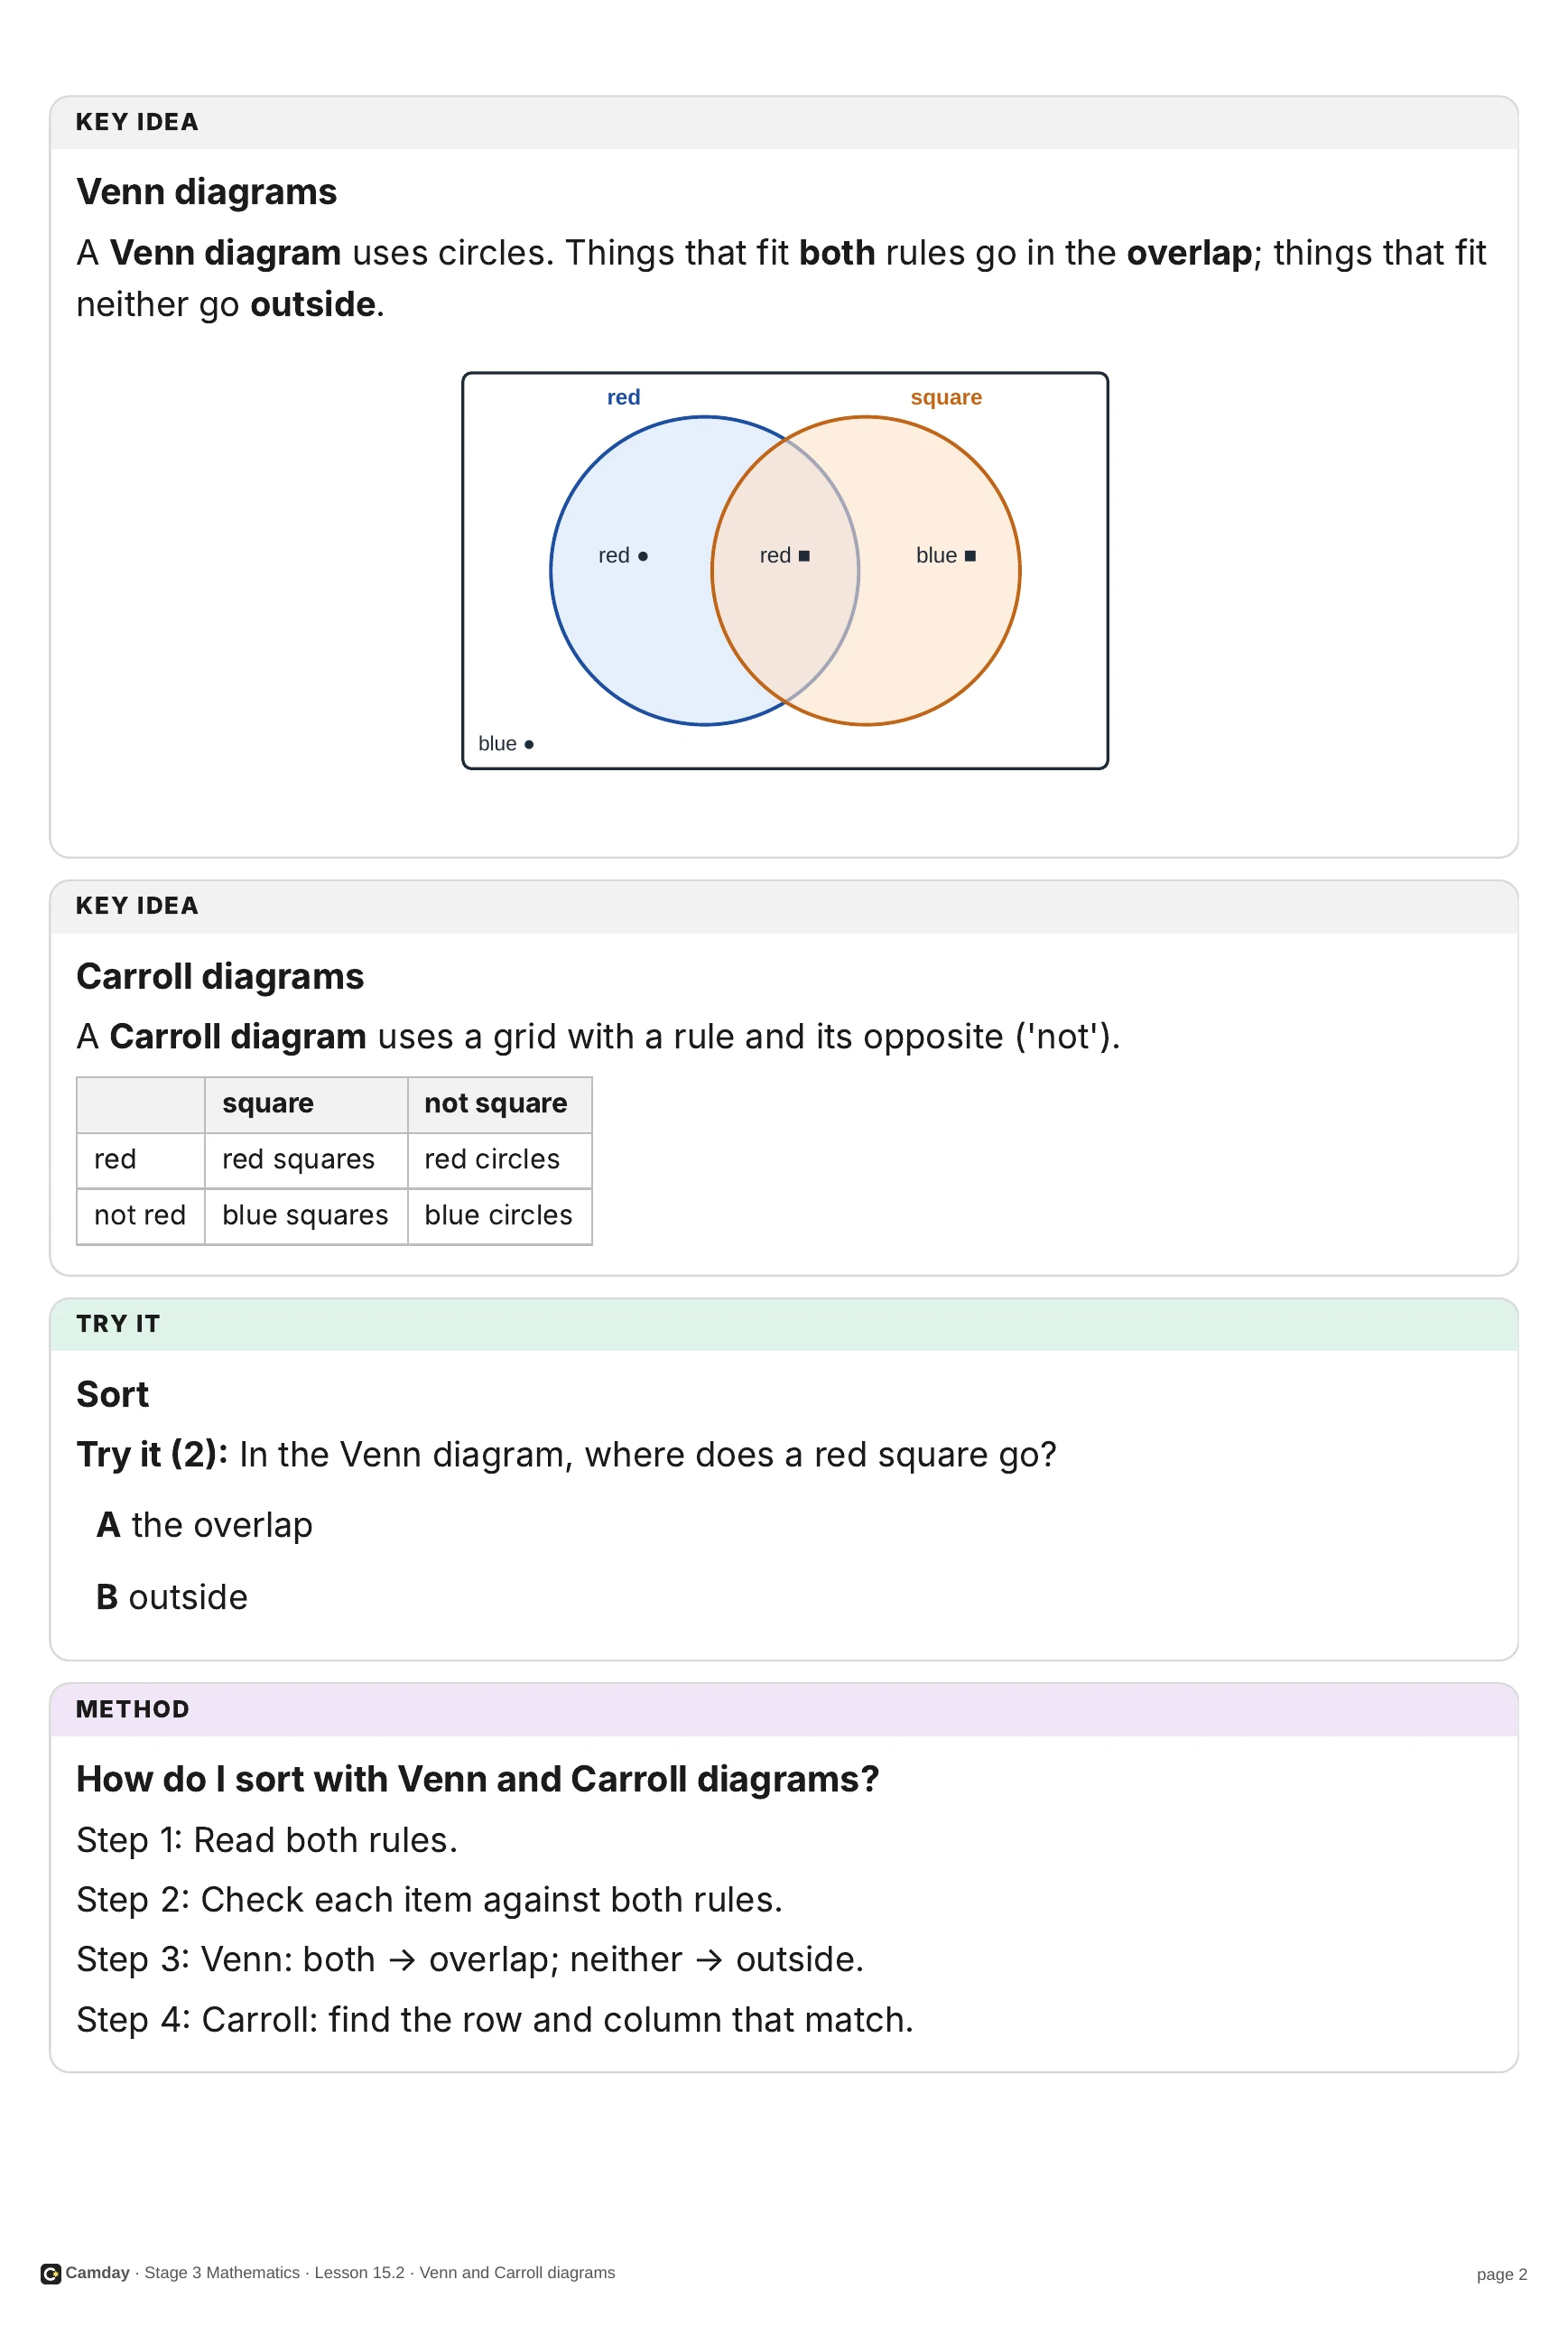 KEY IDEA
Venn diagrams
A Venn diagram uses circles. Things that fit both rules go in the overlap; things that fit
neither go outside.
red square
red ● red ■ blue ■
blue ●
KEY IDEA
Carroll diagrams
A Carroll diagram uses a grid with a rule and its opposite ('not').
square not square
red red squares red circles
not red blue squares blue circles
TRY IT
Sort
Try it (2): In the Venn diagram, where does a red square go?
A the overlap
B outside
METHOD
How do I sort with Venn and Carroll diagrams?
Step 1: Read both rules.
Step 2: Check each item against both rules.
Step 3: Venn: both → overlap; neither → outside.
Step 4: Carroll: find the row and column that match.
Camday · Stage 3 Mathematics · Lesson 15.2 · Venn and Carroll diagrams page 2